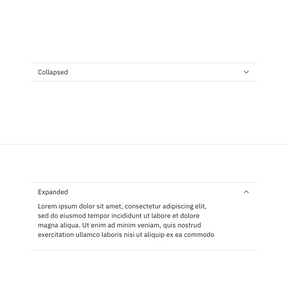 Collapsed
Expanded
Lorem ipsum dolor sit amet, consectetur adipiscing elit,
sed do eiusmod tempor incididunt ut labore et dolore
magna aliqua. Ut enim ad minim veniam, quis nostrud
exercitation ullamco laboris nisi ut aliquip ex ea commodo